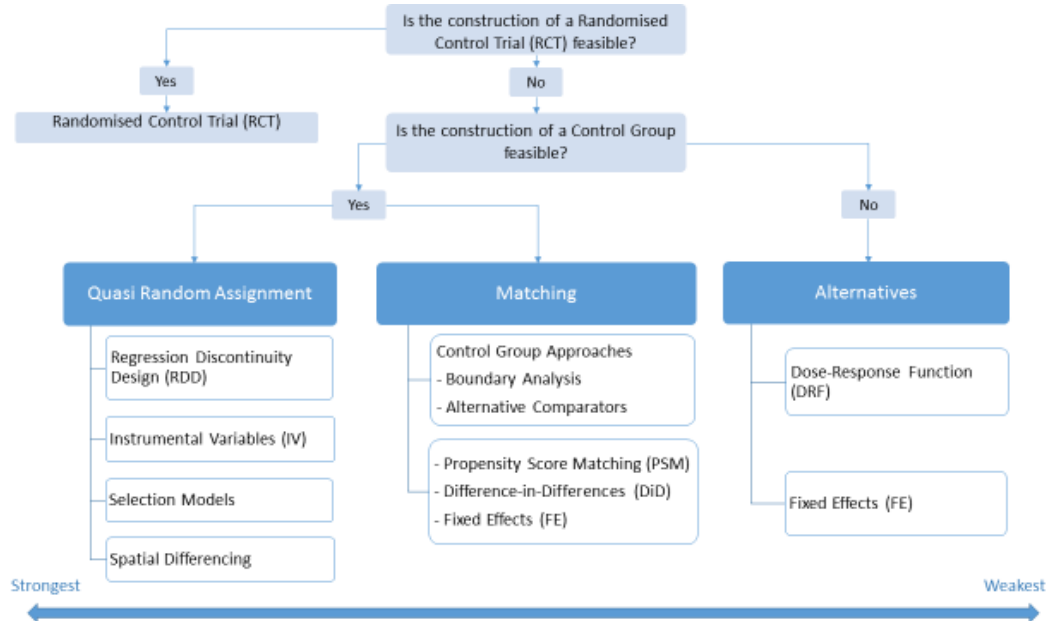 Is the construction of a Randomised
Control Trial (RCT) feasible?
Yes
No
Randomised Control Trial (RCT)
Is the construction of a Control Group
feasible?
Yes
No
Quasi Random Assignment
Matching
Alternatives
Regression Discontinuity
Design (RDD)
Instrumental Variables (IV)
Selection Models
Spatial Differencing
Control Group Approaches
- Boundary Analysis
- Alternative Comparators
- Propensity Score Matching (PSM)
- Difference-in-Differences (DiD)
- Fixed Effects (FE)
Dose-Response Function
(DRF)
Fixed Effects (FE)
Strongest
Weakest